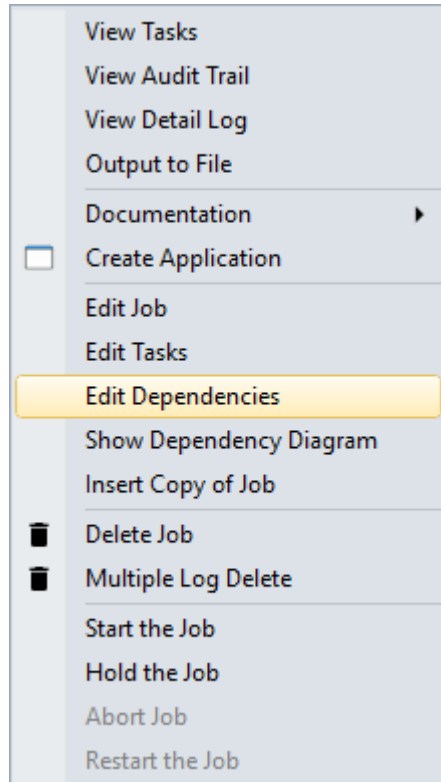 View Tasks
View Audit Trail
View Detail Log
Output to File
Documentation
Create Application
Edit Job
Edit Tasks
Edit Dependencies
Show Dependency Diagram
Insert Copy of Job
Delete Job
Multiple Log Delete
Start the Job
Hold the Job
Abort Job
Restart the Job